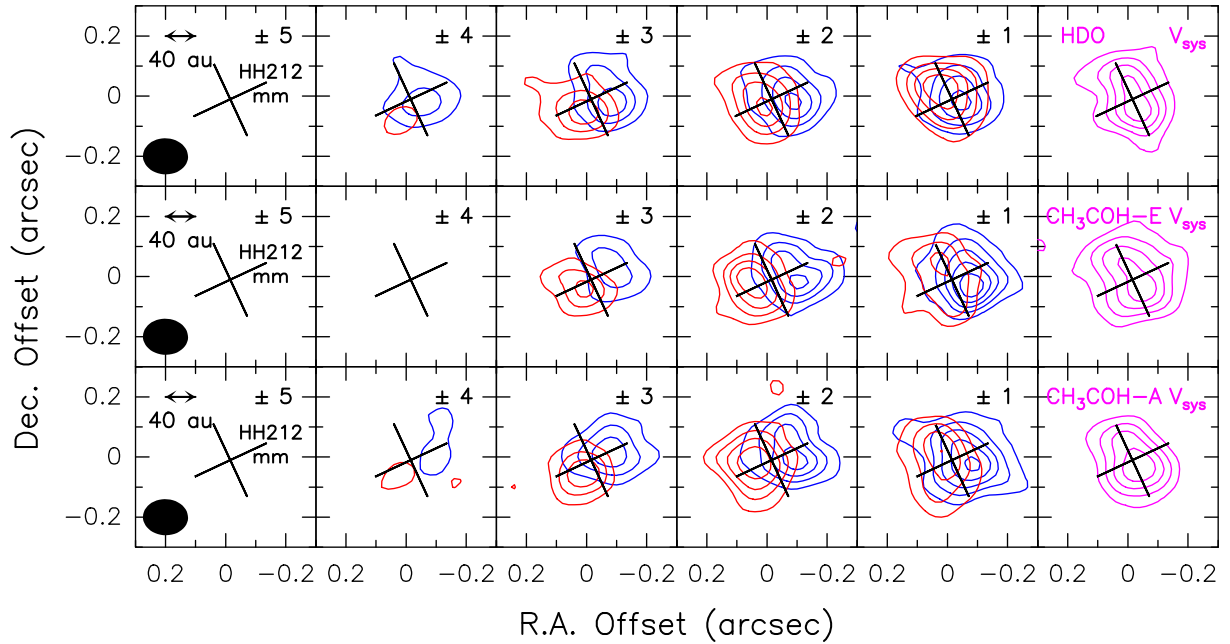 0.2 ± 5 ± 4 ± 3 ± 2 ± 1 HDO V_sys
40 au HH212
0 mm
−0.2
0.2 ± 5 ± 4 ± 3 ± 2 ± 1 CH₃COH−E V_sys
40 au HH212
0 mm
−0.2
0.2 ± 5 ± 4 ± 3 ± 2 ± 1 CH₃COH−A V_sys
40 au HH212
0 mm
−0.2
Dec. Offset (arcsec)
0.2 0 −0.2 0.2 0 −0.2 0.2 0 −0.2 0.2 0 −0.2 0.2 0 −0.2 0.2 0 −0.2
R.A. Offset (arcsec)